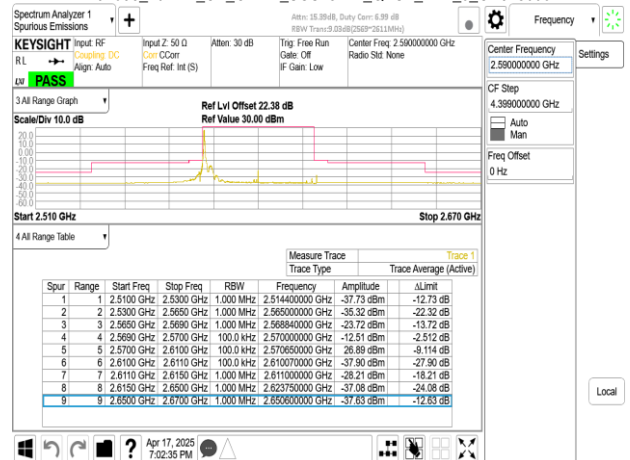 Spectrum Analyzer 1
Spurious Emissions
Attn: 15.39dB, Duty Corr: 6.99 dB
RBW Trans:9.03dB(2569~2611MHz)
Frequency
KEYSIGHT
RL
LXI
PASS
Input: RF
Coupling: DC
Align: Auto
Input Z: 50 Ω
Corr CCorr
Freq Ref: Int (S)
Atten: 30 dB
Trig: Free Run
Gate: Off
IF Gain: Low
Center Freq: 2.590000000 GHz
Radio Std: None
Center Frequency
2.590000000 GHz
Settings
CF Step
4.399000000 GHz
Auto
Man
Freq Offset
0 Hz
3 All Range Graph
Scale/Div 10.0 dB
Ref Lvl Offset 22.38 dB
Ref Value 30.00 dBm
20.0
10.0
0.00
-10.0
-20.0
-30.0
-40.0
-50.0
-60.0
Start 2.510 GHz
Stop 2.670 GHz
4 All Range Table
Measure Trace Trace 1
Trace Type Trace Average (Active)
Spur Range Start Freq Stop Freq RBW Frequency Amplitude ΔLimit
1 1 2.5100 GHz 2.5300 GHz 1.000 MHz 2.514400000 GHz -37.73 dBm -12.73 dB
2 2 2.5300 GHz 2.5650 GHz 1.000 MHz 2.565000000 GHz -35.32 dBm -22.32 dB
3 3 2.5650 GHz 2.5690 GHz 1.000 MHz 2.568840000 GHz -23.72 dBm -13.72 dB
4 4 2.5690 GHz 2.5700 GHz 100.0 kHz 2.570000000 GHz -12.51 dBm -2.512 dB
5 5 2.5700 GHz 2.6100 GHz 100.0 kHz 2.570650000 GHz 26.89 dBm -9.114 dB
6 6 2.6100 GHz 2.6110 GHz 110.0 kHz 2.610070000 GHz -37.90 dBm -27.90 dB
7 7 2.6110 GHz 2.6150 GHz 1.000 MHz 2.611000000 GHz -28.21 dBm -18.21 dB
8 8 2.6150 GHz 2.6500 GHz 1.000 MHz 2.623750000 GHz -37.08 dBm -24.08 dB
9 9 2.6500 GHz 2.6700 GHz 1.000 MHz 2.650600000 GHz -37.63 dBm -12.63 dB
Local
Apr 17, 2025
7:02:35 PM